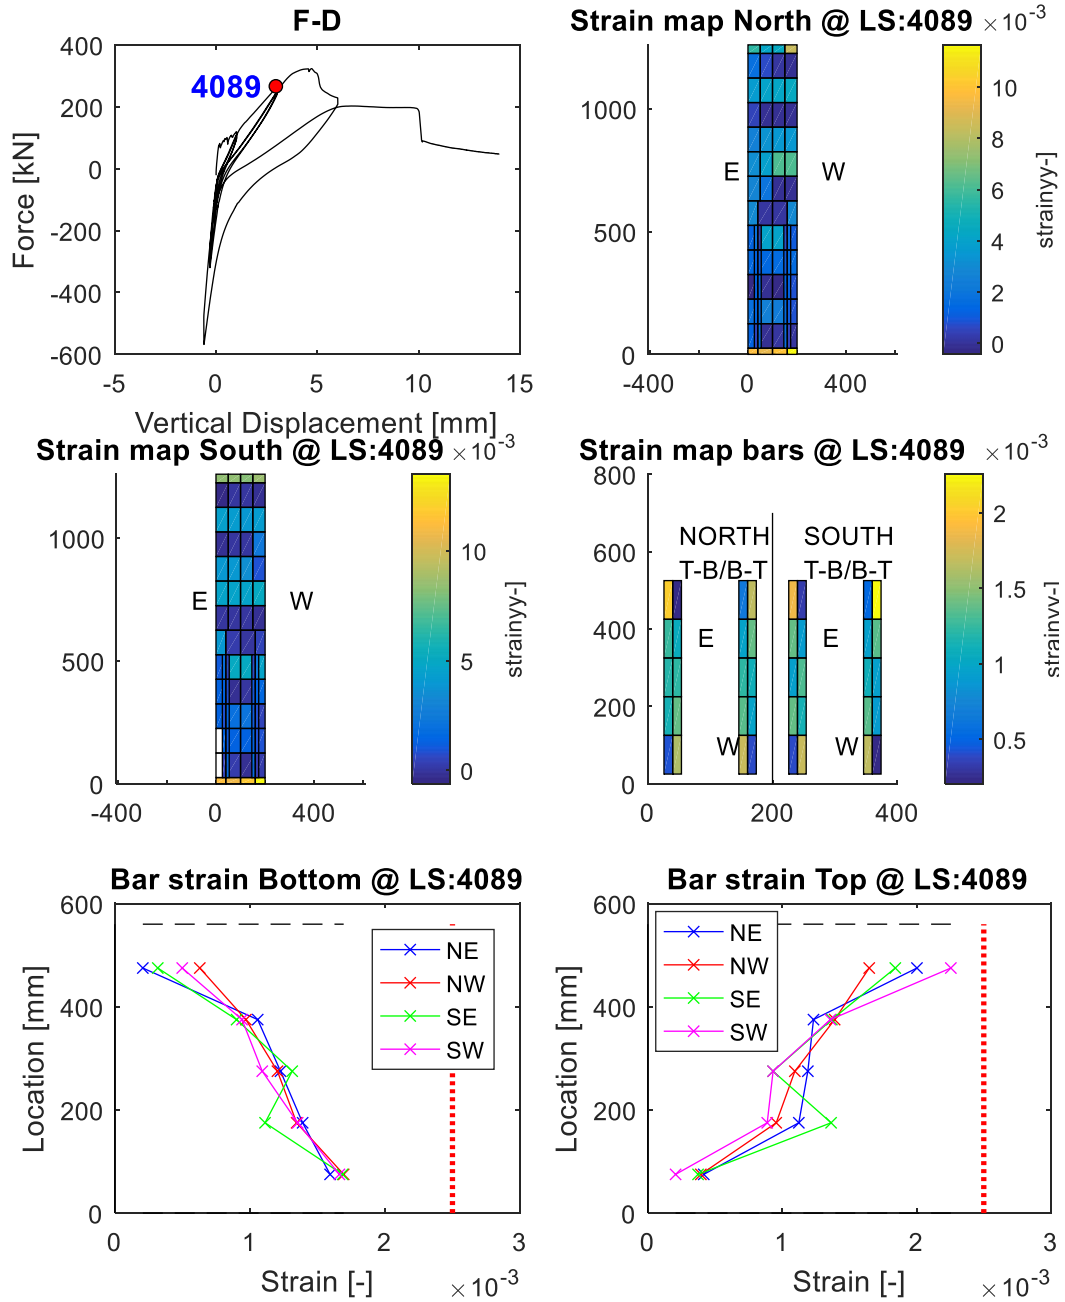 F-D
400
200
0
-200
-400
-600
-5
0
5
10
15
Force [kN]
Vertical Displacement [mm]
4089
Strain map North @ LS:4089
×10-3
1000
500
0
-400
0
400
E
W
10
8
6
4
2
0
strainyy-]
Strain map South @ LS:4089
×10-3
1000
500
0
-400
0
400
E
W
10
5
0
strainyy-]
Strain map bars @ LS:4089
×10-3
800
600
400
200
0
0
200
400
NORTH
SOUTH
T-B/B-T
T-B/B-T
E
E
W
W
2
1.5
1
0.5
strainyy-]
Bar strain Bottom @ LS:4089
600
400
200
0
0
1
2
3
Location [mm]
Strain [-]
×10-3
NE
NW
SE
SW
Bar strain Top @ LS:4089
600
400
200
0
0
1
2
3
Location [mm]
Strain [-]
×10-3
NE
NW
SE
SW